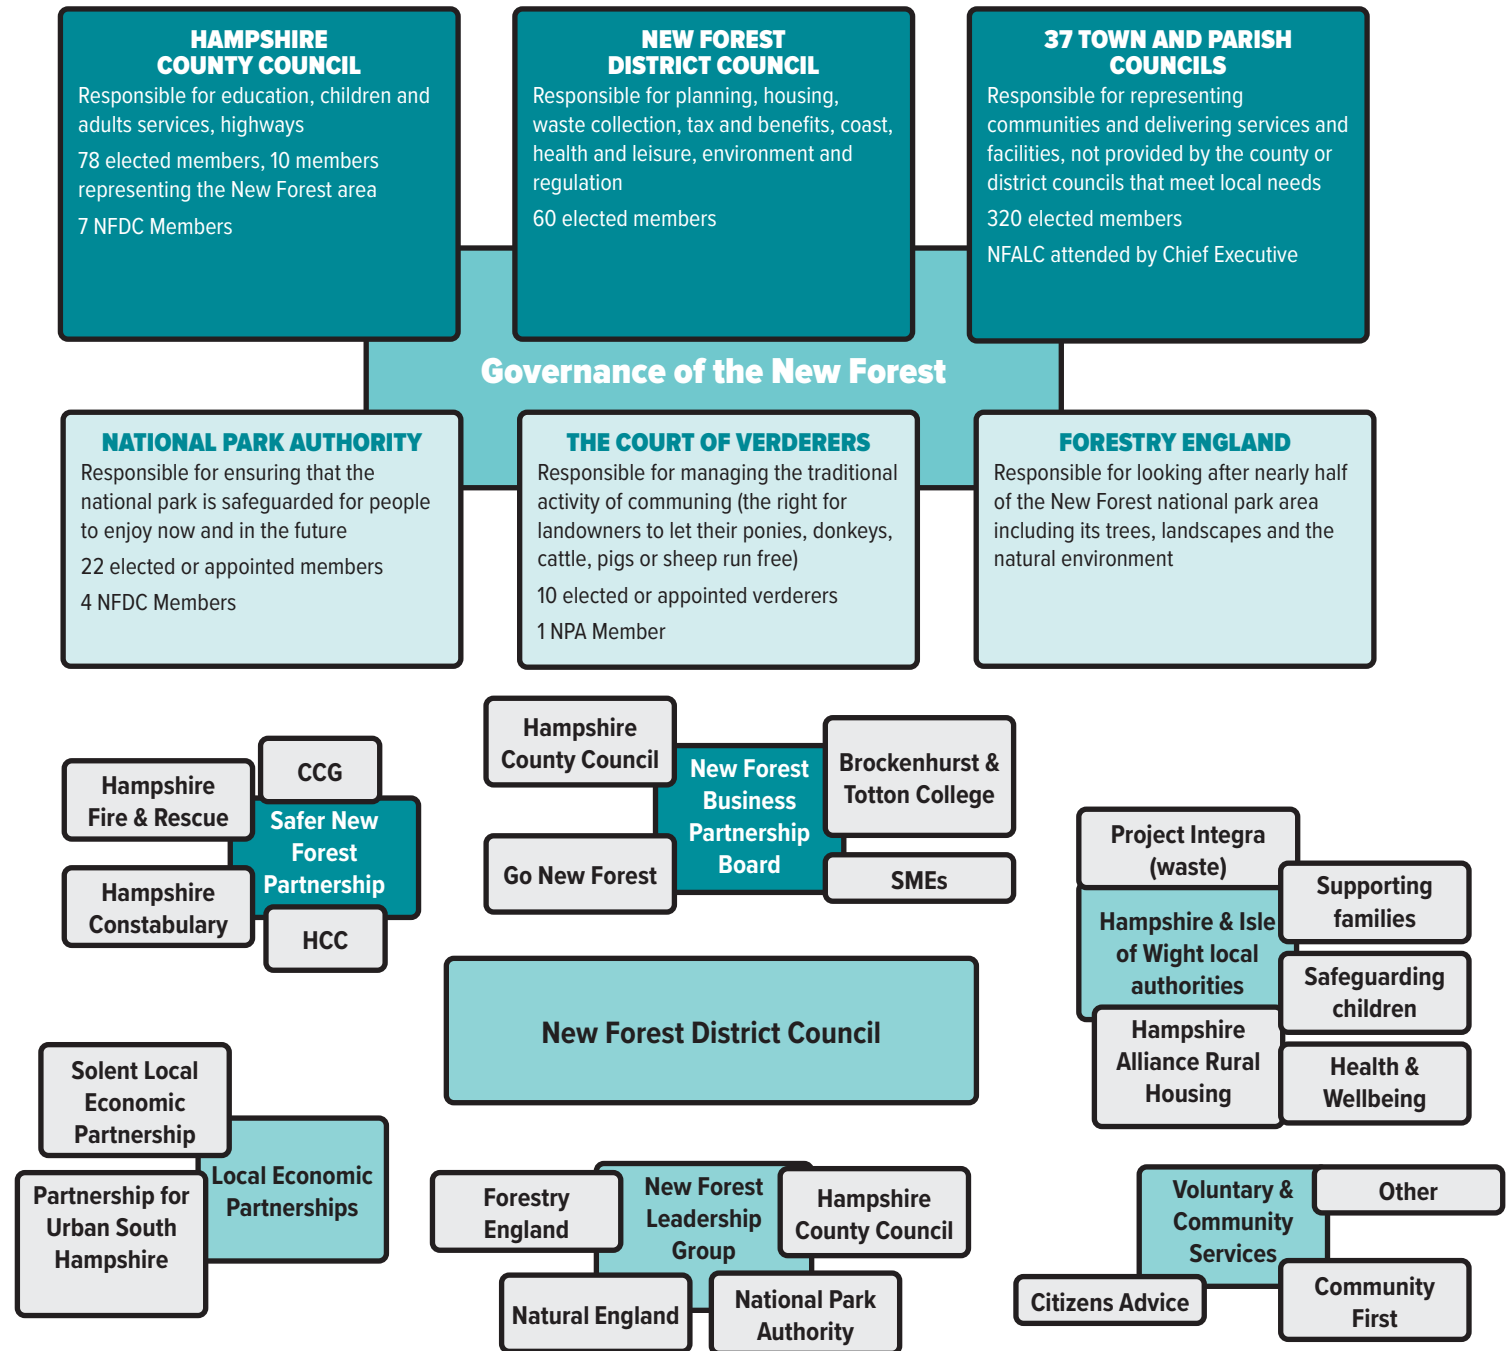 HAMPSHIRE
COUNTY COUNCIL
Responsible for education, children and
adults services, highways
78 elected members, 10 members
representing the New Forest area
7 NFDC Members
NEW FOREST
DISTRICT COUNCIL
Responsible for planning, housing,
waste collection, tax and benefits, coast,
health and leisure, environment and
regulation
60 elected members
37 TOWN AND PARISH
COUNCILS
Responsible for representing
communities and delivering services and
facilities, not provided by the county or
district councils that meet local needs
320 elected members
NFALC attended by Chief Executive
Governance of the New Forest
NATIONAL PARK AUTHORITY
Responsible for ensuring that the
national park is safeguarded for people
to enjoy now and in the future
22 elected or appointed members
4 NFDC Members
THE COURT OF VERDERERS
Responsible for managing the traditional
activity of communing (the right for
landowners to let their ponies, donkeys,
cattle, pigs or sheep run free)
10 elected or appointed verderers
1 NPA Member
FORESTRY ENGLAND
Responsible for looking after nearly half
of the New Forest national park area
including its trees, landscapes and the
natural environment
Hampshire
Fire & Rescue
CCG
Safer New
Forest
Partnership
Hampshire
Constabulary
HCC
Hampshire
County Council
New Forest
Business
Partnership
Board
Brockenhurst &
Totton College
Go New Forest
SMEs
Project Integra
(waste)
Hampshire & Isle
of Wight local
authorities
Supporting
families
Safeguarding
children
Hampshire
Alliance Rural
Housing
Health &
Wellbeing
New Forest District Council
Solent Local
Economic
Partnership
Local Economic
Partnerships
Partnership for
Urban South
Hampshire
Forestry
England
New Forest
Leadership
Group
Hampshire
County Council
Natural England
National Park
Authority
Voluntary &
Community
Services
Other
Citizens Advice
Community
First